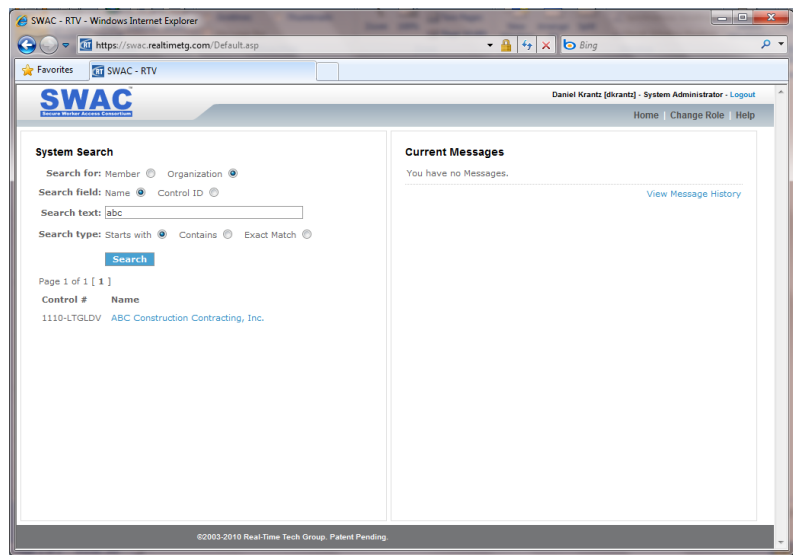 SWAC - RTV - Windows Internet Explorer
https://swac.realtimetg.com/Default.asp
Bing
Favorites
SWAC - RTV
SWAC
Secure Worker Access Consortium
Daniel Krantz [dkrantz] - System Administrator - Logout
Home | Change Role | Help
System Search
Search for: Member Organization
Search field: Name Control ID
Search text: abc
Search type: Starts with Contains Exact Match
Search
Page 1 of 1 [ 1 ]
Control # Name
1110-LTGLDV ABC Construction Contracting, Inc.
Current Messages
You have no Messages.
View Message History
©2003-2010 Real-Time Tech Group. Patent Pending.